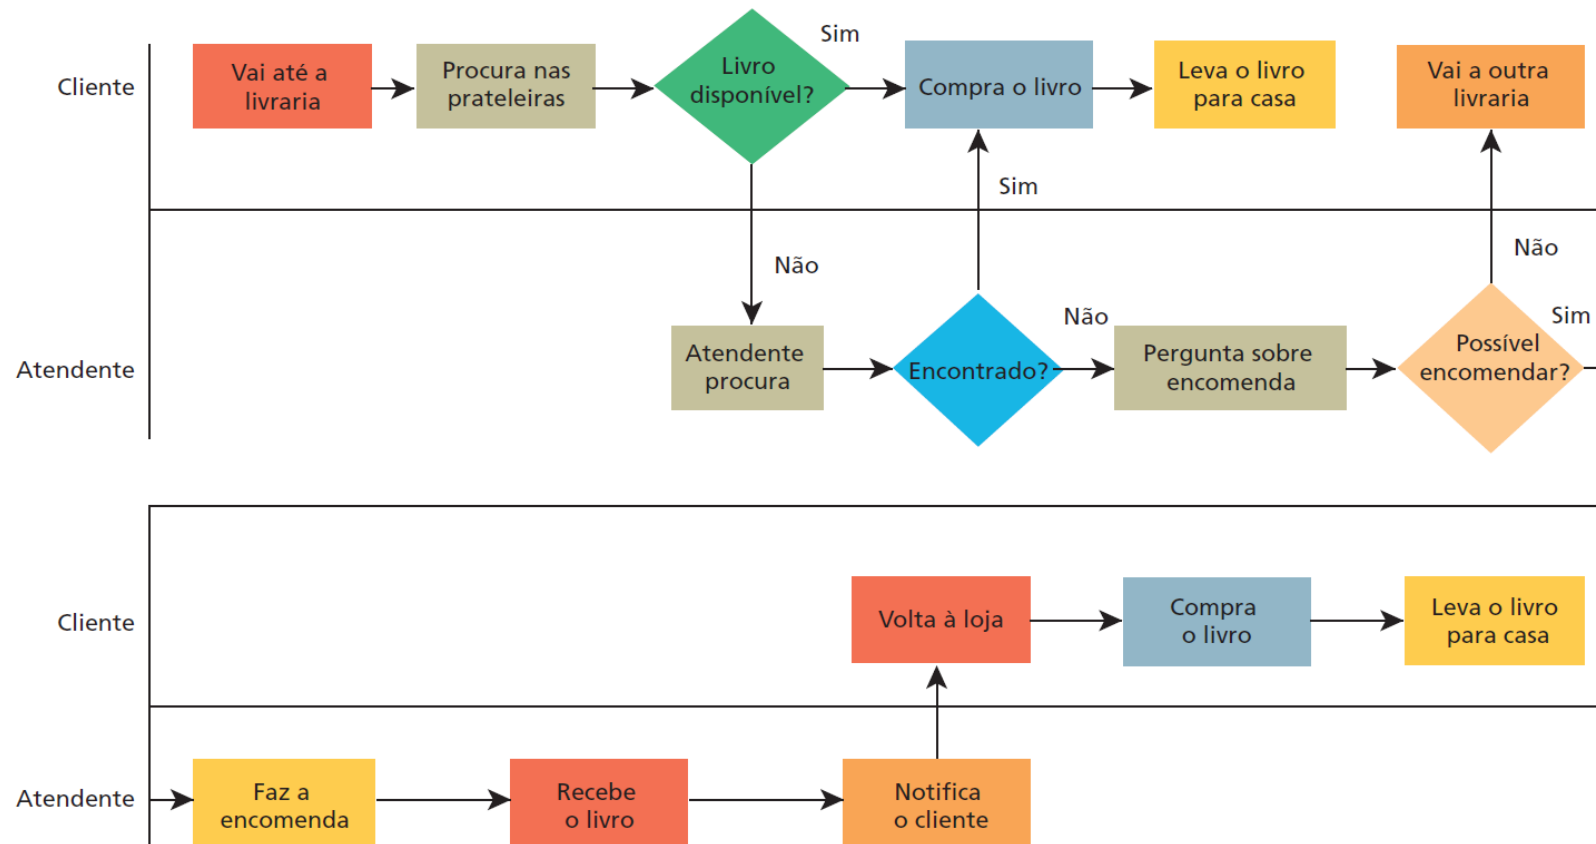 Cliente
Vai até a
livraria
Procura nas
prateleiras
Livro
disponível?
Sim
Compra o livro
Leva o livro
para casa
Vai a outra
livraria
Sim
Não
Não
Atendente
Atendente
procura
Encontrado?
Não
Pergunta sobre
encomenda
Possível
encomendar?
Sim
Cliente
Volta à loja
Compra
o livro
Leva o livro
para casa
Atendente
Faz a
encomenda
Recebe
o livro
Notifica
o cliente